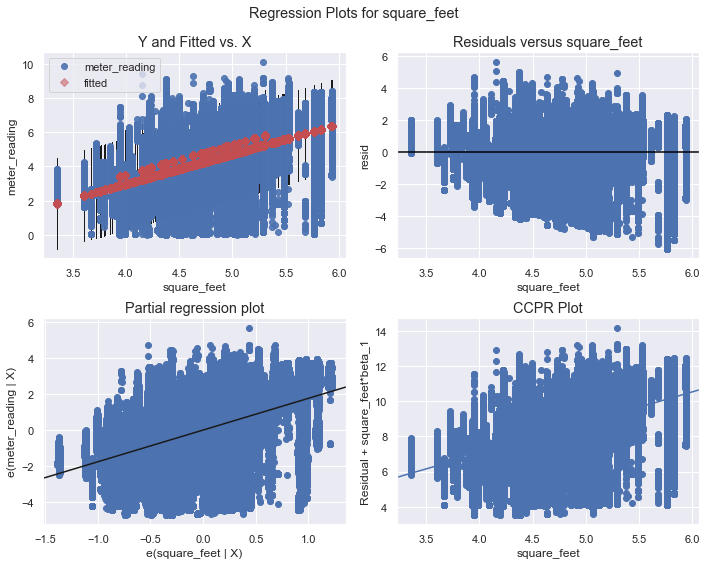 Regression Plots for square_feet
Y and Fitted vs. X
meter_reading
fitted
10
8
6
4
2
0
meter_reading
3.5 4.0 4.5 5.0 5.5 6.0
square_feet
Residuals versus square_feet
6
4
2
0
−2
−4
−6
resid
3.5 4.0 4.5 5.0 5.5 6.0
square_feet
Partial regression plot
6
4
2
0
−2
−4
e(meter_reading | X)
−1.5 −1.0 −0.5 0.0 0.5 1.0
e(square_feet | X)
CCPR Plot
14
12
10
8
6
4
Residual + square_feet*beta_1
3.5 4.0 4.5 5.0 5.5 6.0
square_feet